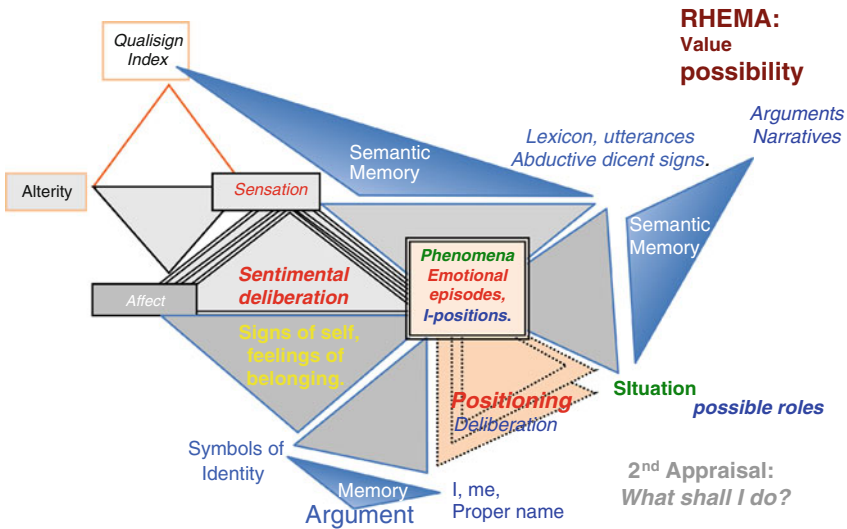 RHEMA:
Value
possibility
Qualisign
Index
Arguments
Narratives
Lexicon, utterances
Abductive dicent signs.
Semantic
Memory
Alterity
Sensation
Semantic
Memory
Phenomena
Emotional
episodes,
I-positions.
Sentimental
deliberation
Affect
Signs of self,
feelings of
belonging.
Positioning
Deliberation
SItuation
possible roles
Symbols of
Identity
2nd Appraisal:
What shall I do?
Memory
Argument
I, me,
Proper name